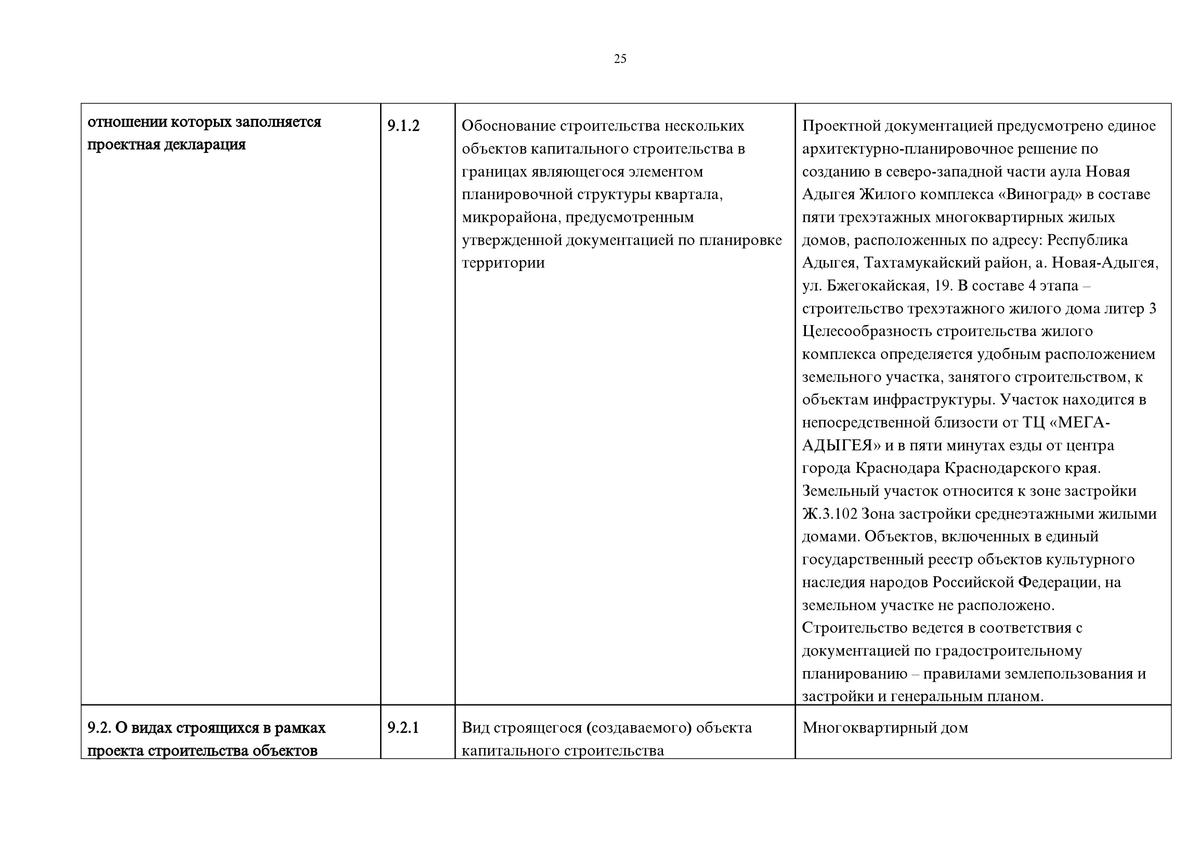 25
отношении которых заполняется
проектная декларация
9.1.2
Обоснование строительства нескольких
объектов капитального строительства в
границах являющегося элементом
планировочной структуры квартала,
микрорайона, предусмотренным
утвержденной документацией по планировке
территории
Проектной документацией предусмотрено единое
архитектурно-планировочное решение по
созданию в северо-западной части аула Новая
Адыгея Жилого комплекса «Виноград» в составе
пяти трехэтажных многоквартирных жилых
домов, расположенных по адресу: Республика
Адыгея, Тахтамукайский район, а. Новая-Адыгея,
ул. Бжегокайская, 19. В составе 4 этапа –
строительство трехэтажного жилого дома литер 3
Целесообразность строительства жилого
комплекса определяется удобным расположением
земельного участка, занятого строительством, к
объектам инфраструктуры. Участок находится в
непосредственной близости от ТЦ «МЕГА-
АДЫГЕЯ» и в пяти минутах езды от центра
города Краснодара Краснодарского края.
Земельный участок относится к зоне застройки
Ж.3.102 Зона застройки среднеэтажными жилыми
домами. Объектов, включенных в единый
государственный реестр объектов культурного
наследия народов Российской Федерации, на
земельном участке не расположено.
Строительство ведется в соответствия с
документацией по градостроительному
планированию – правилами землепользования и
застройки и генеральным планом.
9.2. О видах строящихся в рамках
проекта строительства объектов
9.2.1
Вид строящегося (создаваемого) объекта
капитального строительства
Многоквартирный дом